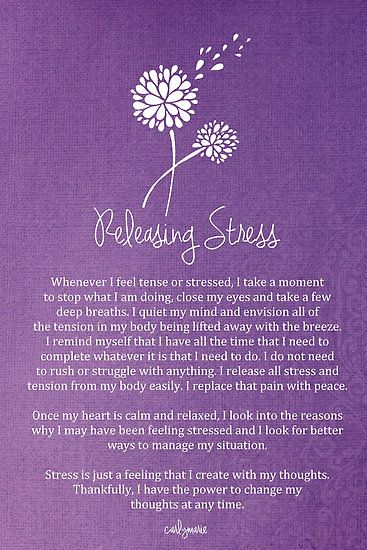 Releasing Stress
Whenever I feel tense or stressed, I take a moment
to stop what I am doing, close my eyes and take a few
deep breaths. I quiet my mind and envision all of
the tension in my body being lifted away with the breeze.
I remind myself that I have all the time that I need to
complete whatever it is that I need to do. I do not need
to rush or struggle with anything. I release all stress and
tension from my body easily. I replace that pain with peace.
Once my heart is calm and relaxed, I look into the reasons
why I may have been feeling stressed and I look for better
ways to manage my situation.
Stress is just a feeling that I create with my thoughts.
Thankfully, I have the power to change my
thoughts at any time.
carlymarie